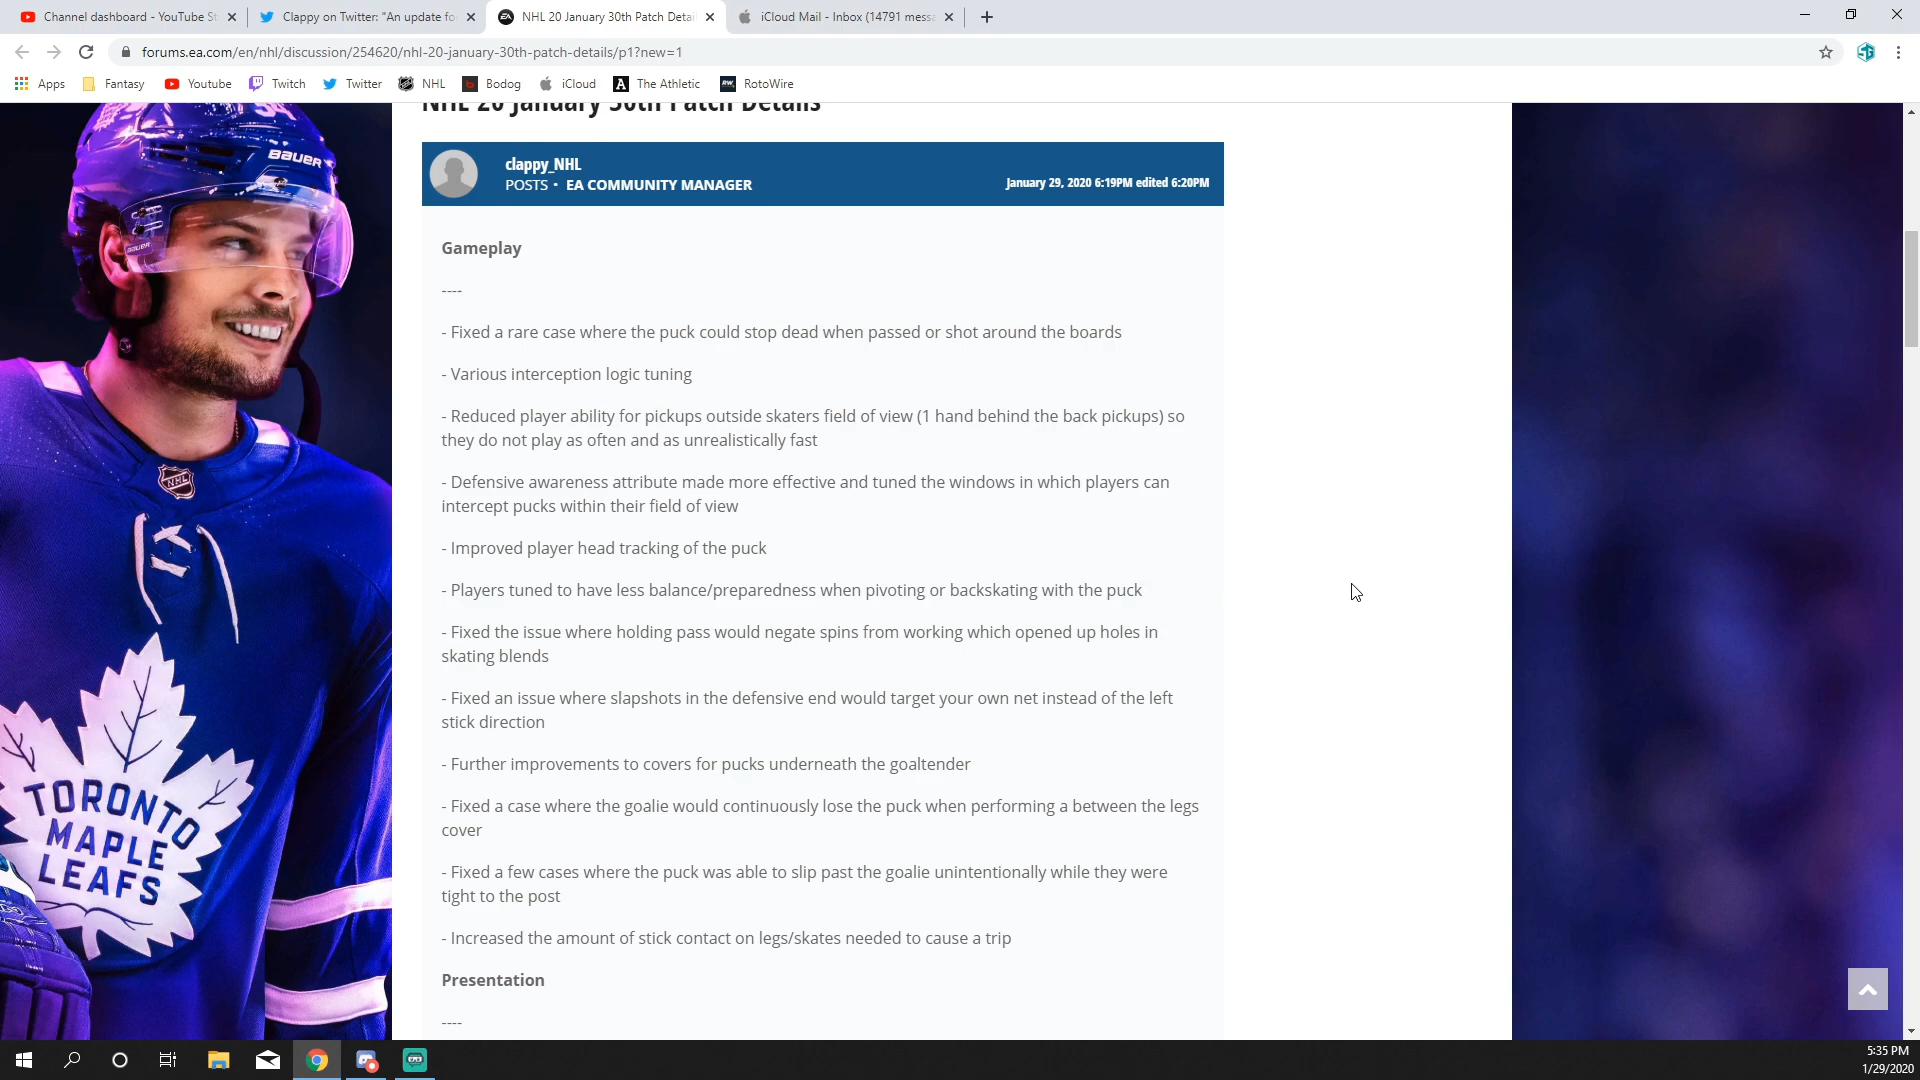 Channel dashboard - YouTube St
Clappy on Twitter: "An update fo
NHL 20 January 30th Patch Detai
iCloud Mail - Inbox (14791 mess
forums.ea.com/en/nhl/discussion/254620/nhl-20-january-30th-patch-details/p1?new=1
Apps Fantasy Youtube Twitch Twitter NHL Bodog iCloud The Athletic RotoWire
NHL 20 January 30th Patch Details
clappy_NHL
POSTS • EA COMMUNITY MANAGER
January 29, 2020 6:19PM edited 6:20PM
Gameplay
----
- Fixed a rare case where the puck could stop dead when passed or shot around the boards
- Various interception logic tuning
- Reduced player ability for pickups outside skaters field of view (1 hand behind the back pickups) so
they do not play as often and as unrealistically fast
- Defensive awareness attribute made more effective and tuned the windows in which players can
intercept pucks within their field of view
- Improved player head tracking of the puck
- Players tuned to have less balance/preparedness when pivoting or backskating with the puck
- Fixed the issue where holding pass would negate spins from working which opened up holes in
skating blends
- Fixed an issue where slapshots in the defensive end would target your own net instead of the left
stick direction
- Further improvements to covers for pucks underneath the goaltender
- Fixed a case where the goalie would continuously lose the puck when performing a between the legs
cover
- Fixed a few cases where the puck was able to slip past the goalie unintentionally while they were
tight to the post
- Increased the amount of stick contact on legs/skates needed to cause a trip
Presentation
----
BAUER
BAUER
NHL
TORONTO
MAPLE
LEAFS
5:35 PM
1/29/2020